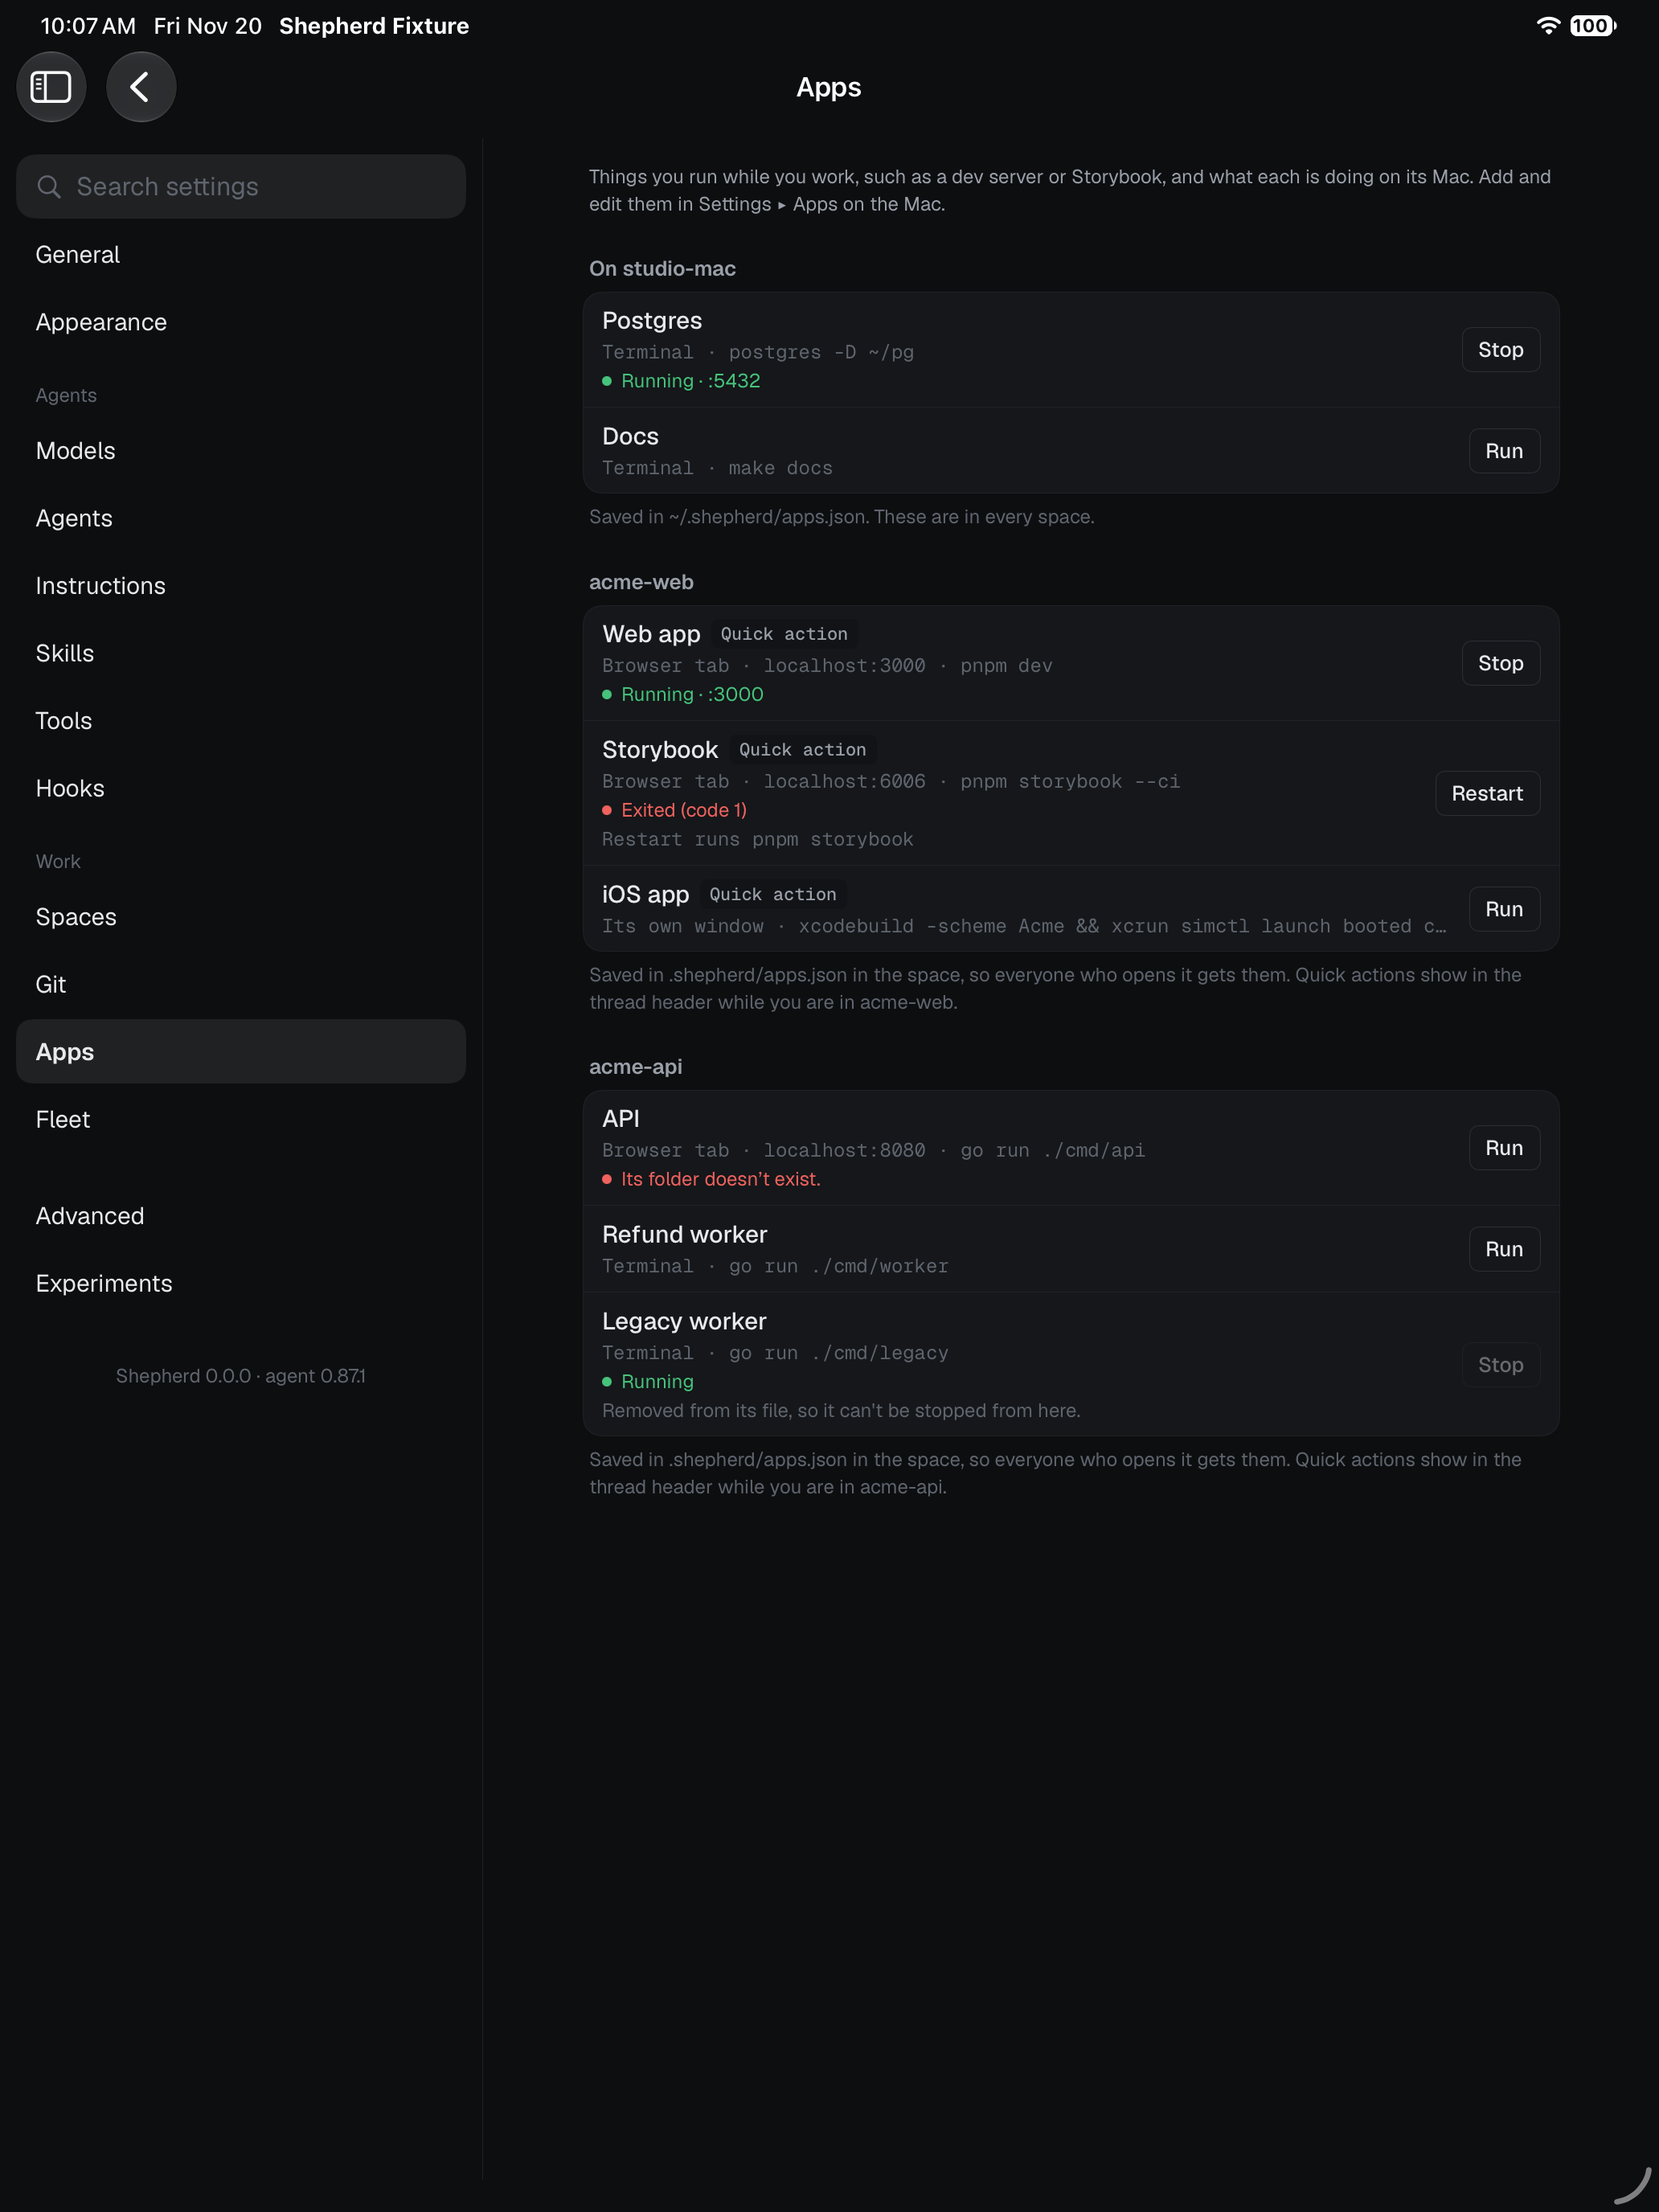 10:07 AM Fri Nov 20 Shepherd Fixture
100
Apps
Search settings
General
Appearance
Agents
Models
Agents
Instructions
Skills
Tools
Hooks
Work
Spaces
Git
Apps
Fleet
Advanced
Experiments
Shepherd 0.0.0 · agent 0.87.1
Things you run while you work, such as a dev server or Storybook, and what each is doing on its Mac. Add and
edit them in Settings ▸ Apps on the Mac.
On studio-mac
Postgres
Terminal · postgres -D ~/pg
Running · :5432
Stop
Docs
Terminal · make docs
Run
Saved in ~/.shepherd/apps.json. These are in every space.
acme-web
Web app Quick action
Browser tab · localhost:3000 · pnpm dev
Running · :3000
Stop
Storybook Quick action
Browser tab · localhost:6006 · pnpm storybook --ci
Exited (code 1)
Restart runs pnpm storybook
Restart
iOS app Quick action
Its own window · xcodebuild -scheme Acme && xcrun simctl launch booted c…
Run
Saved in .shepherd/apps.json in the space, so everyone who opens it gets them. Quick actions show in the
thread header while you are in acme-web.
acme-api
API
Browser tab · localhost:8080 · go run ./cmd/api
Its folder doesn’t exist.
Run
Refund worker
Terminal · go run ./cmd/worker
Run
Legacy worker
Terminal · go run ./cmd/legacy
Running
Removed from its file, so it can't be stopped from here.
Stop
Saved in .shepherd/apps.json in the space, so everyone who opens it gets them. Quick actions show in the
thread header while you are in acme-api.